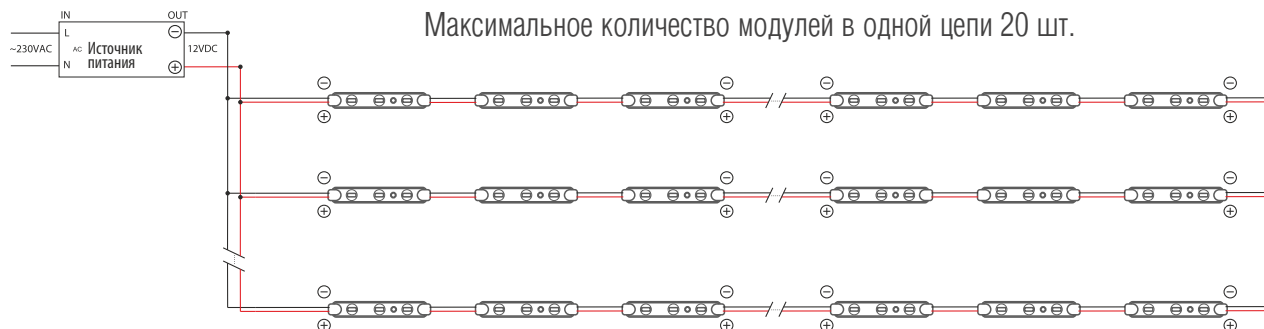 Максимальное количество модулей в одной цепи 20 шт.
IN
OUT
L
~230VAC
AC
Источник
питания
12VDC
N